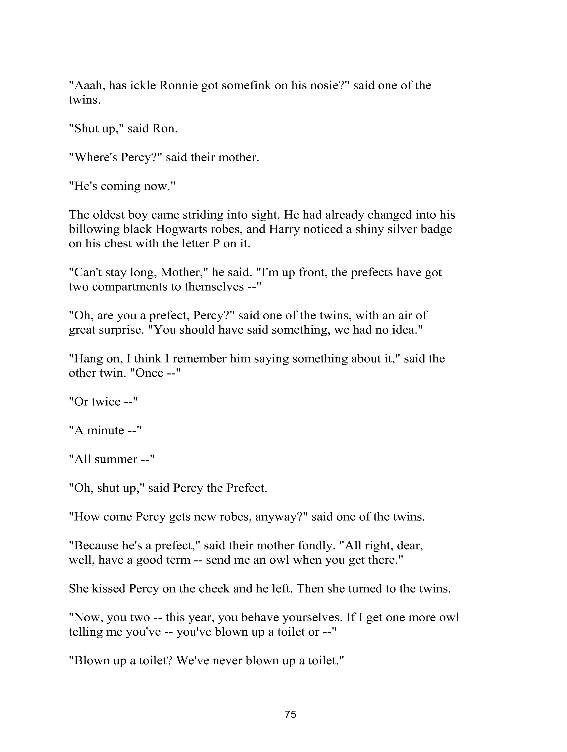 "Aaah, has ickle Ronnie got somefink on his nosie?" said one of the
twins.
"Shut up," said Ron.
"Where's Percy?" said their mother.
"He's coming now."
The oldest boy came striding into sight. He had already changed into his
billowing black Hogwarts robes, and Harry noticed a shiny silver badge
on his chest with the letter P on it.
"Can't stay long, Mother," he said. "I'm up front, the prefects have got
two compartments to themselves --"
"Oh, are you a prefect, Percy?" said one of the twins, with an air of
great surprise. "You should have said something, we had no idea."
"Hang on, I think I remember him saying something about it," said the
other twin. "Once --"
"Or twice --"
"A minute --"
"All summer --"
"Oh, shut up," said Percy the Prefect.
"How come Percy gets new robes, anyway?" said one of the twins.
"Because he's a prefect," said their mother fondly. "All right, dear,
well, have a good term -- send me an owl when you get there."
She kissed Percy on the cheek and he left. Then she turned to the twins.
"Now, you two -- this year, you behave yourselves. If I get one more owl
telling me you've -- you've blown up a toilet or --"
"Blown up a toilet? We've never blown up a toilet."
75